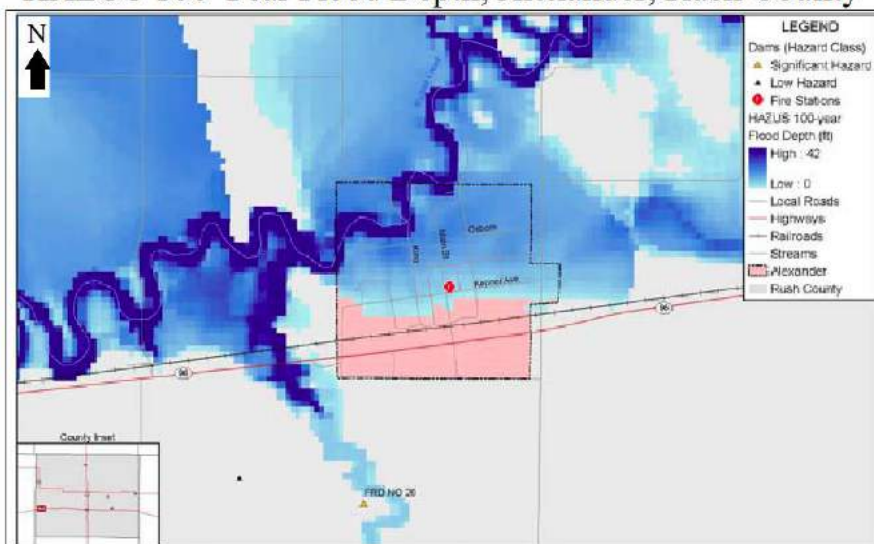 N
LEGEND
Dams (Hazard Class)
Significant Hazard
Low Hazard
Fire Stations
HAZUS 100-year
Flood Depth (ft)
High : 42
Low : 0
Local Roads
Highways
Railroads
Streams
Alexander
Rush County
Osborn
Main St
King
Keener Ave
96
96
FRD NO 26
County Inset